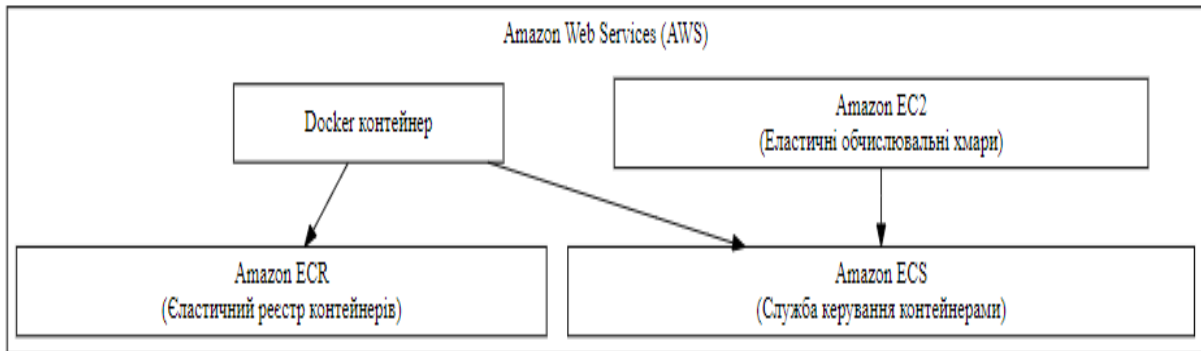 Amazon Web Services (AWS)
Docker контейнер
Amazon EC2
(Еластичні обчислювальні хмари)
Amazon ECR
(Єластичний реєстр контейнерів)
Amazon ECS
(Служба керування контейнерами)